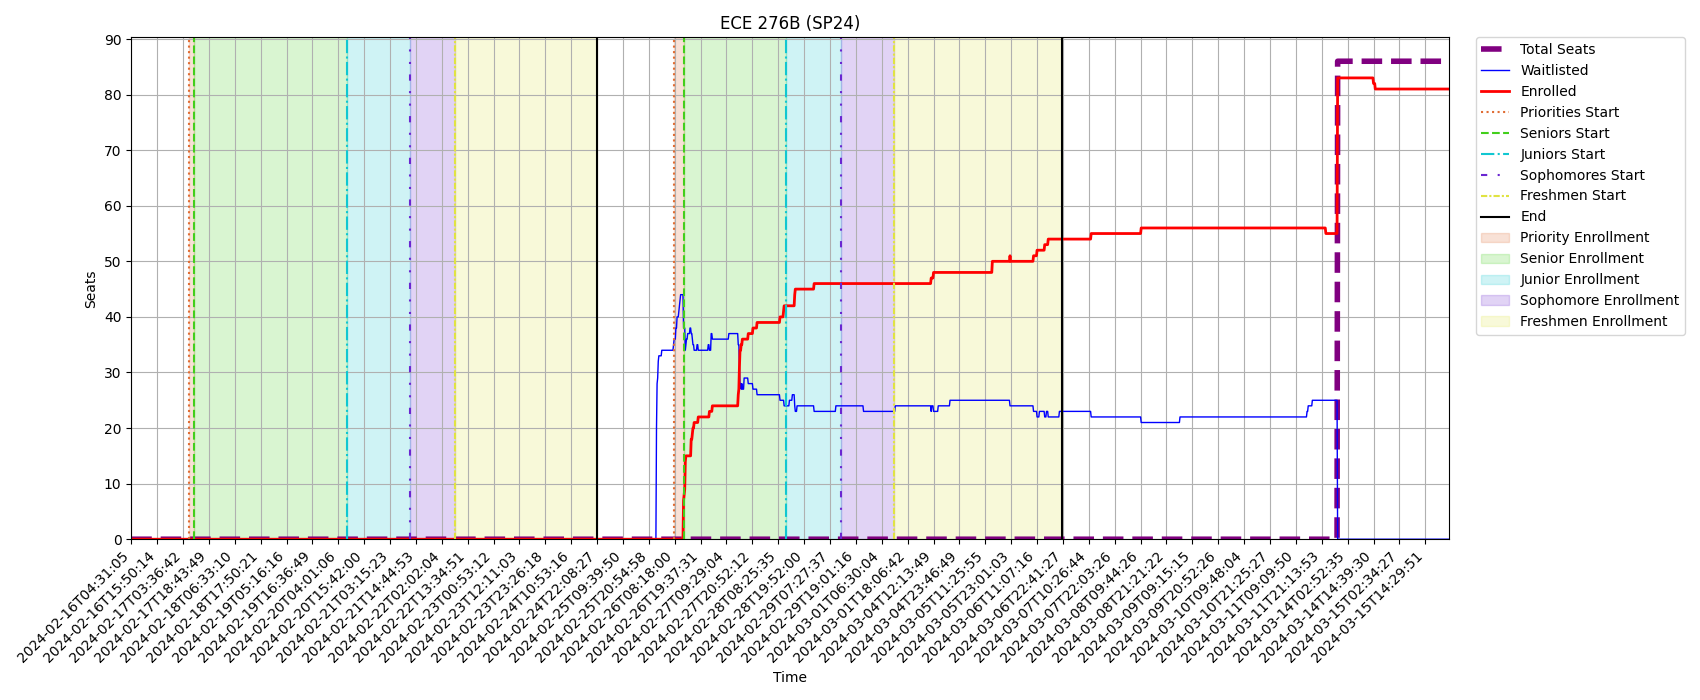 ECE 276B (SP24)
Seats
90
80
70
60
50
40
30
20
10
0
2024-02-16T04:31:05
2024-02-16T15:50:14
2024-02-17T03:36:42
2024-02-17T18:43:49
2024-02-18T06:33:10
2024-02-18T17:50:21
2024-02-19T05:16:16
2024-02-19T16:36:49
2024-02-20T04:01:06
2024-02-20T15:42:00
2024-02-21T03:15:23
2024-02-21T14:44:53
2024-02-22T02:02:04
2024-02-22T13:34:51
2024-02-23T00:53:12
2024-02-23T12:11:03
2024-02-23T23:26:18
2024-02-24T10:53:16
2024-02-24T22:08:27
2024-02-25T09:39:50
2024-02-25T20:54:58
2024-02-26T08:18:00
2024-02-26T19:37:31
2024-02-27T09:29:04
2024-02-27T20:52:12
2024-02-28T08:25:35
2024-02-28T19:52:00
2024-02-29T07:27:37
2024-02-29T19:01:16
2024-03-01T06:30:04
2024-03-01T18:06:42
2024-03-04T12:13:49
2024-03-04T23:46:49
2024-03-05T11:25:55
2024-03-05T23:01:03
2024-03-06T11:07:16
2024-03-06T22:41:27
2024-03-07T10:26:44
2024-03-07T22:03:26
2024-03-08T09:44:26
2024-03-08T21:21:22
2024-03-09T09:15:15
2024-03-09T20:52:26
2024-03-10T09:48:04
2024-03-10T21:25:27
2024-03-11T09:09:50
2024-03-11T21:13:53
2024-03-14T02:52:35
2024-03-14T14:39:30
2024-03-15T02:34:27
2024-03-15T14:29:51
Time
Total Seats
Waitlisted
Enrolled
Priorities Start
Seniors Start
Juniors Start
Sophomores Start
Freshmen Start
End
Priority Enrollment
Senior Enrollment
Junior Enrollment
Sophomore Enrollment
Freshmen Enrollment